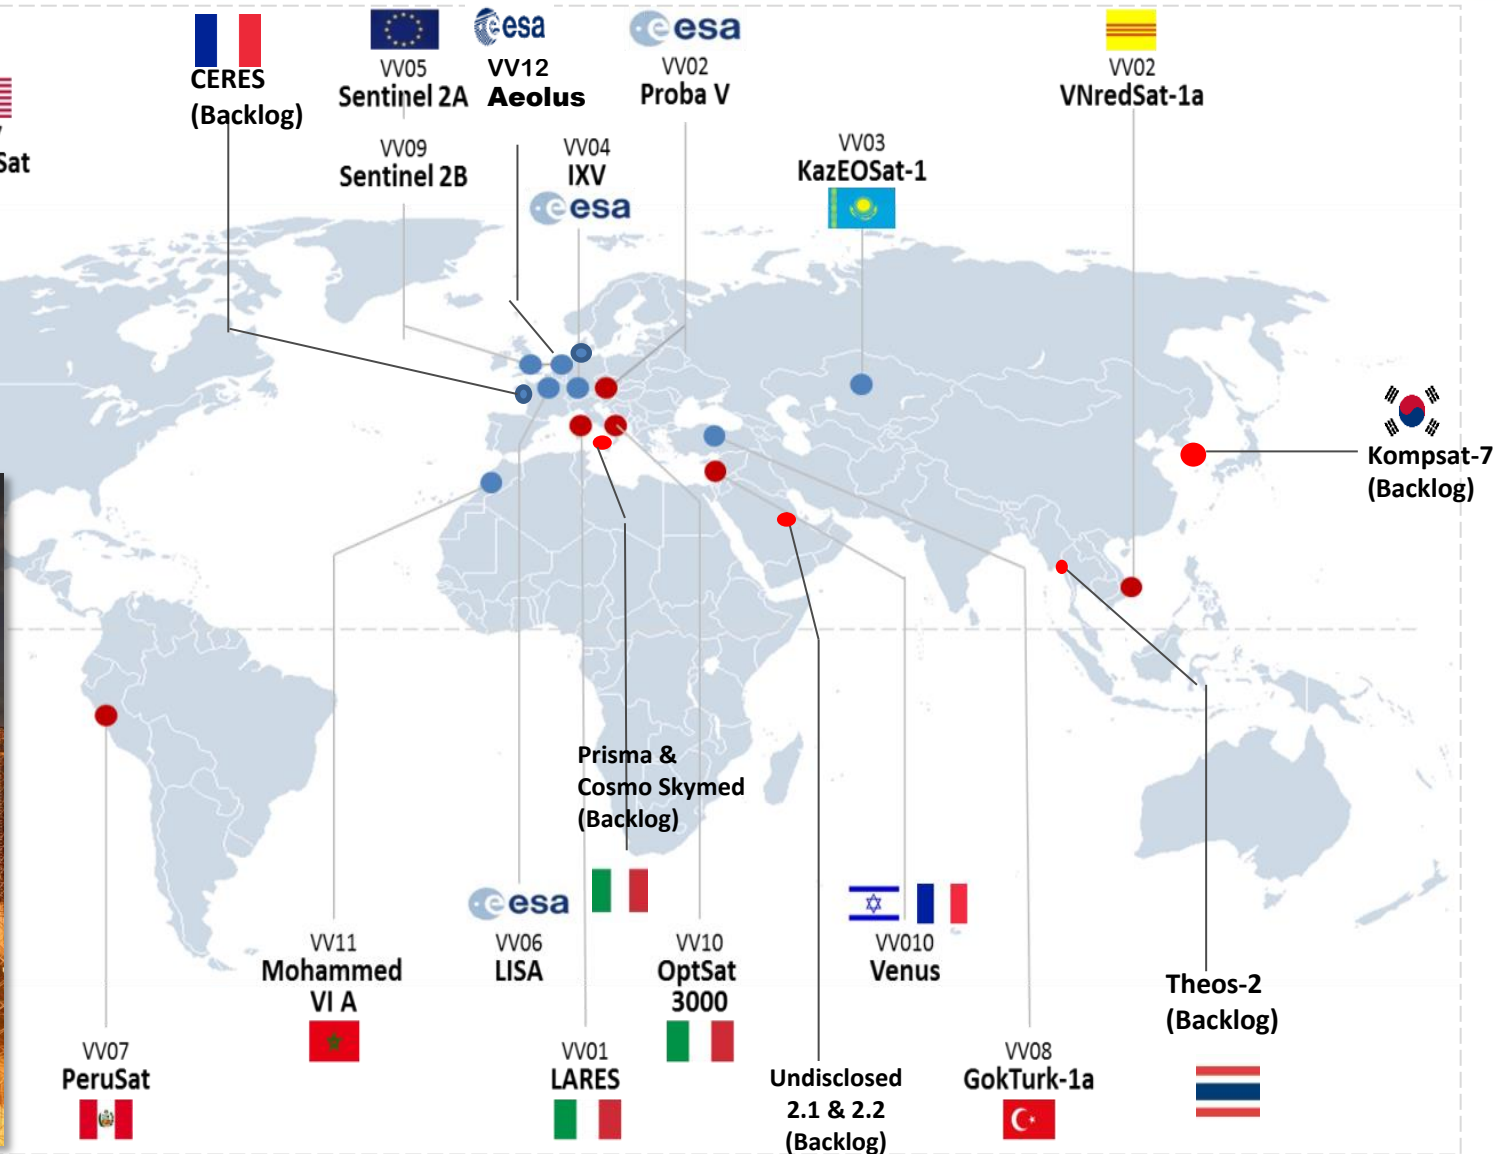 CERES
(Backlog)
VV05
Sentinel 2A
esa
VV12
Aeolus
esa
VV02
Proba V
VV02
VNredSat-1a
Sat
VV09
Sentinel 2B
VV04
IXV
esa
VV03
KazEOSat-1
Kompsat-7
(Backlog)
Prisma &
Cosmo Skymed
(Backlog)
esa
VV06
LISA
VV11
Mohammed
VI A
VV10
OptSat
3000
VV010
Venus
Theos-2
(Backlog)
VV07
PeruSat
VV01
LARES
Undisclosed
2.1 & 2.2
(Backlog)
VV08
GokTurk-1a